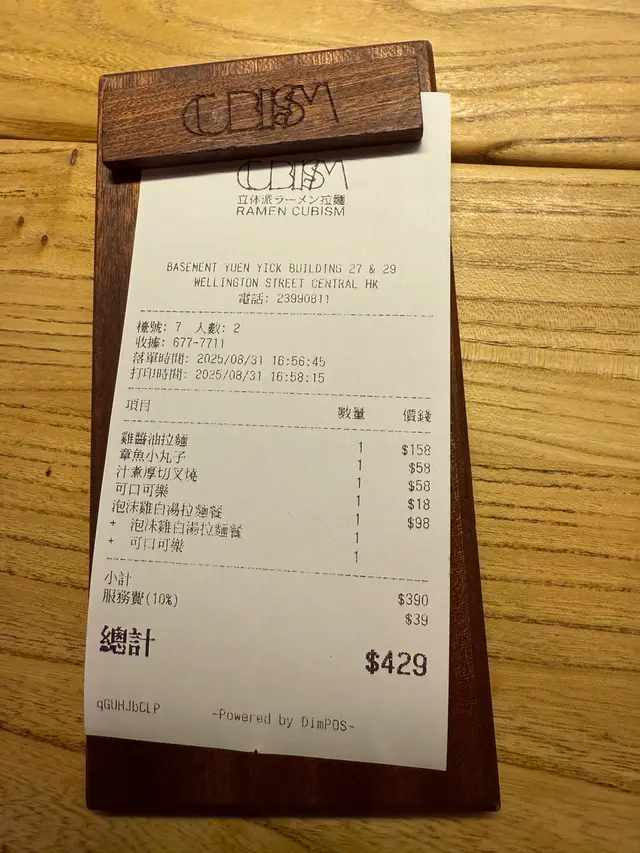 CUBISM
CUBISM
立体派ラーメン拉麵
RAMEN CUBISM
BASEMENT YUEN YICK BUILDING 27 & 29
WELLINGTON STREET CENTRAL HK
電話: 23990811
檯號: 7 人數: 2
收據: 677-7711
落單時間: 2025/08/31 16:56:45
打印時間: 2025/08/31 16:58:15
項目 數量 價錢
雞醬油拉麵 1 $158
章魚小丸子 1 $58
汁煮厚切叉燒 1 $58
可口可樂 1 $18
泡沫雞白湯拉麵餐 1 $98
+ 泡沫雞白湯拉麵餐 1
+ 可口可樂 1
小計 $390
服務費(10%) $39
總計 $429
qGUHJbCLP
-Powered by DimPOS-